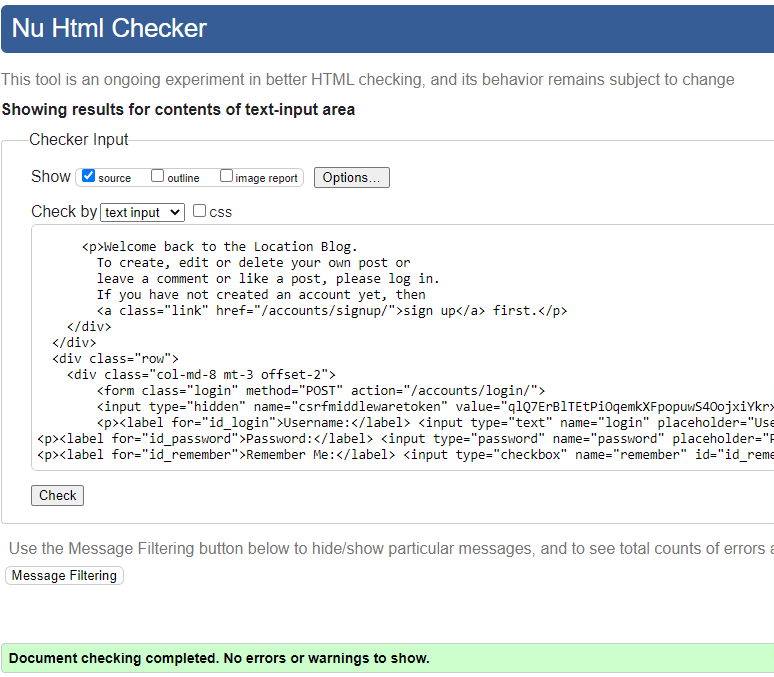 Nu Html Checker
This tool is an ongoing experiment in better HTML checking, and its behavior remains subject to change
Showing results for contents of text-input area
Checker Input
Show source outline image report Options...
Check by text input css
<p>Welcome back to the Location Blog.
To create, edit or delete your own post or
leave a comment or like a post, please log in.
If you have not created an account yet, then
<a class="link" href="/accounts/signup/">sign up</a> first.</p>
</div>
</div>
<div class="row">
<div class="col-md-8 mt-3 offset-2">
<form class="login" method="POST" action="/accounts/login/">
<input type="hidden" name="csrfmiddlewaretoken" value="qlQ7ErBlTEtPiOqemkXFpopuwS4OojxiYkrx
<p><label for="id_login">Username:</label> <input type="text" name="login" placeholder="Use
<p><label for="id_password">Password:</label> <input type="password" name="password" placeholder="P
<p><label for="id_remember">Remember Me:</label> <input type="checkbox" name="remember" id="id_reme
Check
Use the Message Filtering button below to hide/show particular messages, and to see total counts of errors a
Message Filtering
Document checking completed. No errors or warnings to show.